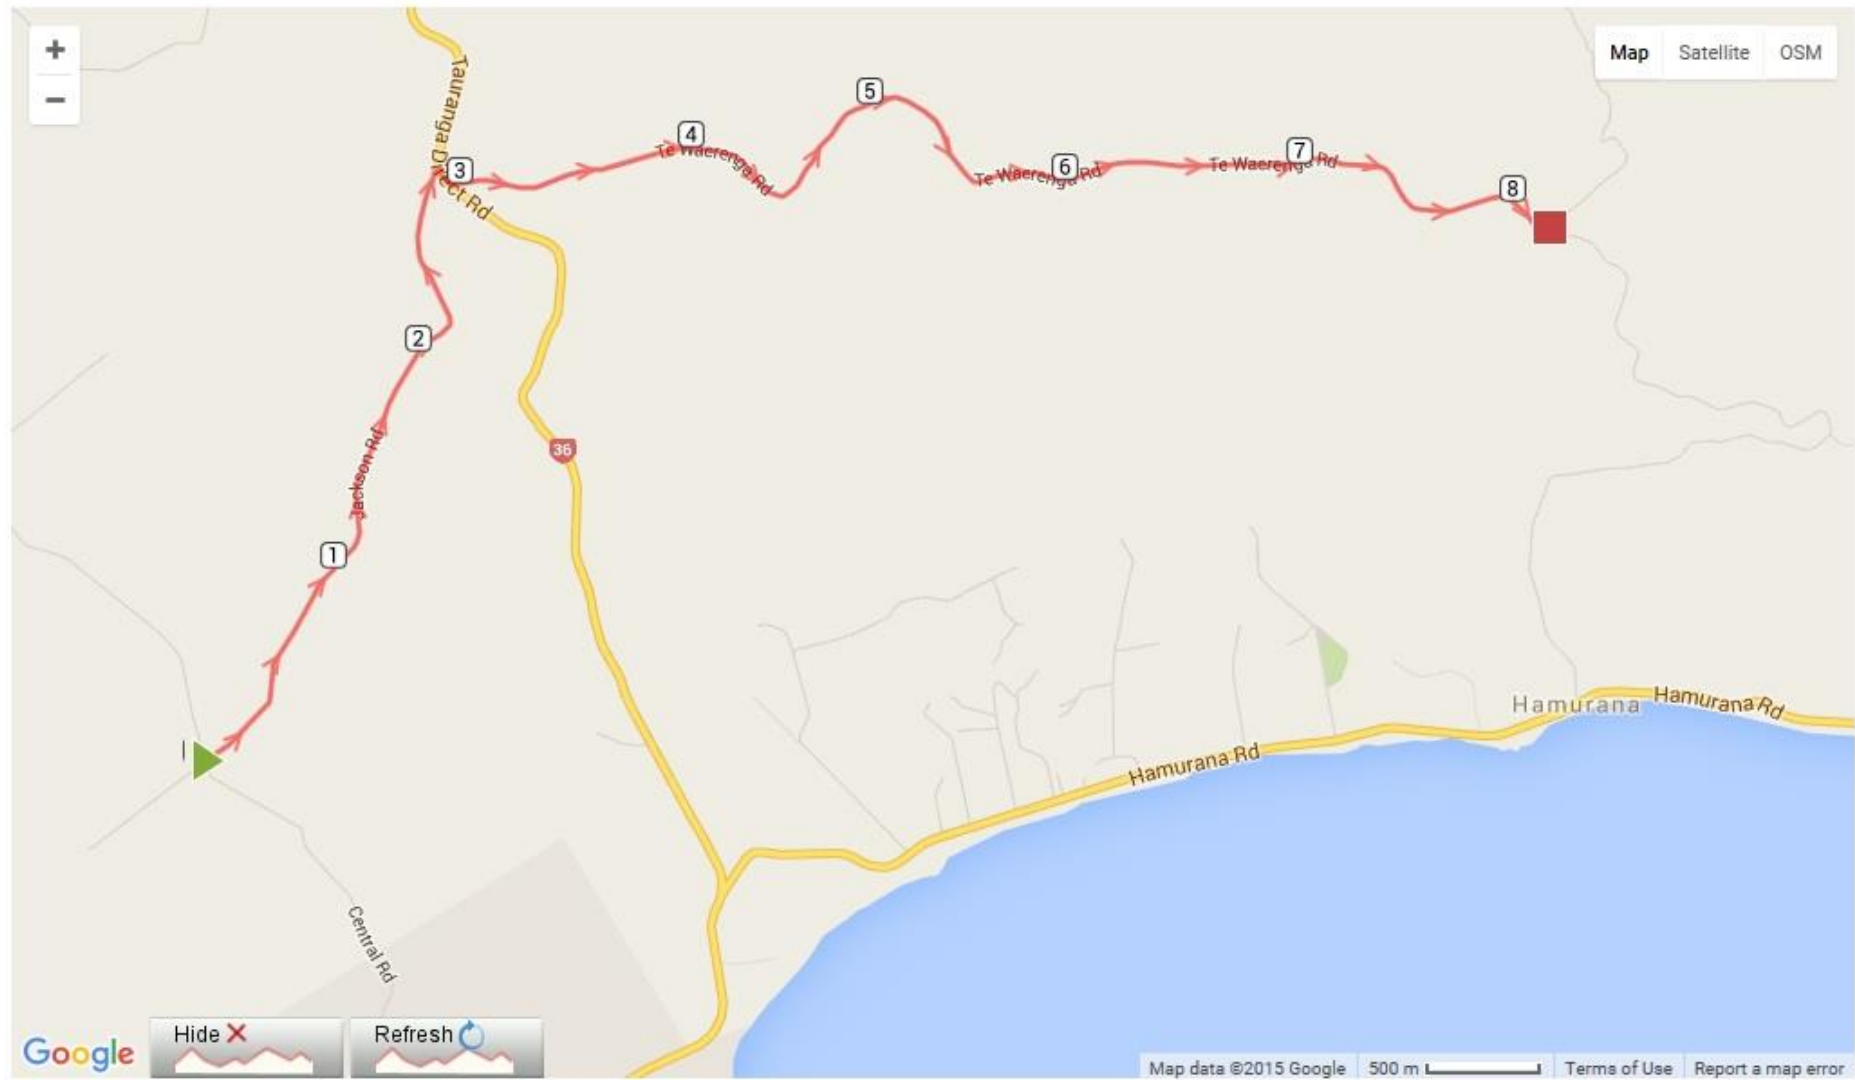 +
−
Map Satellite OSM
Tauranga Direct Rd
5
4
3
Te Waerenga Rd
7
6
Te Waerenga Rd
Te Waerenga Rd
8
2
36
Jackson Rd
1
Hamurana
Hamurana Rd
Hamurana Rd
Central Rd
Hide
Refresh
Google
Map data ©2015 Google 500 m Terms of Use Report a map error